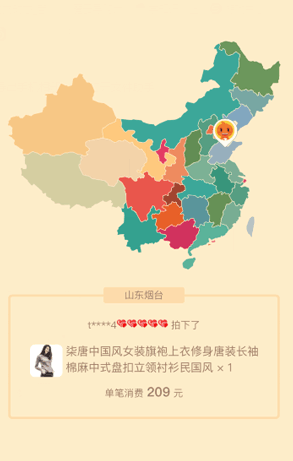 山东烟台
t****4 拍下了
柒唐中国风女装旗袍上衣修身唐装长袖
棉麻中式盘扣立领衬衫民国风 × 1
单笔消费 209 元